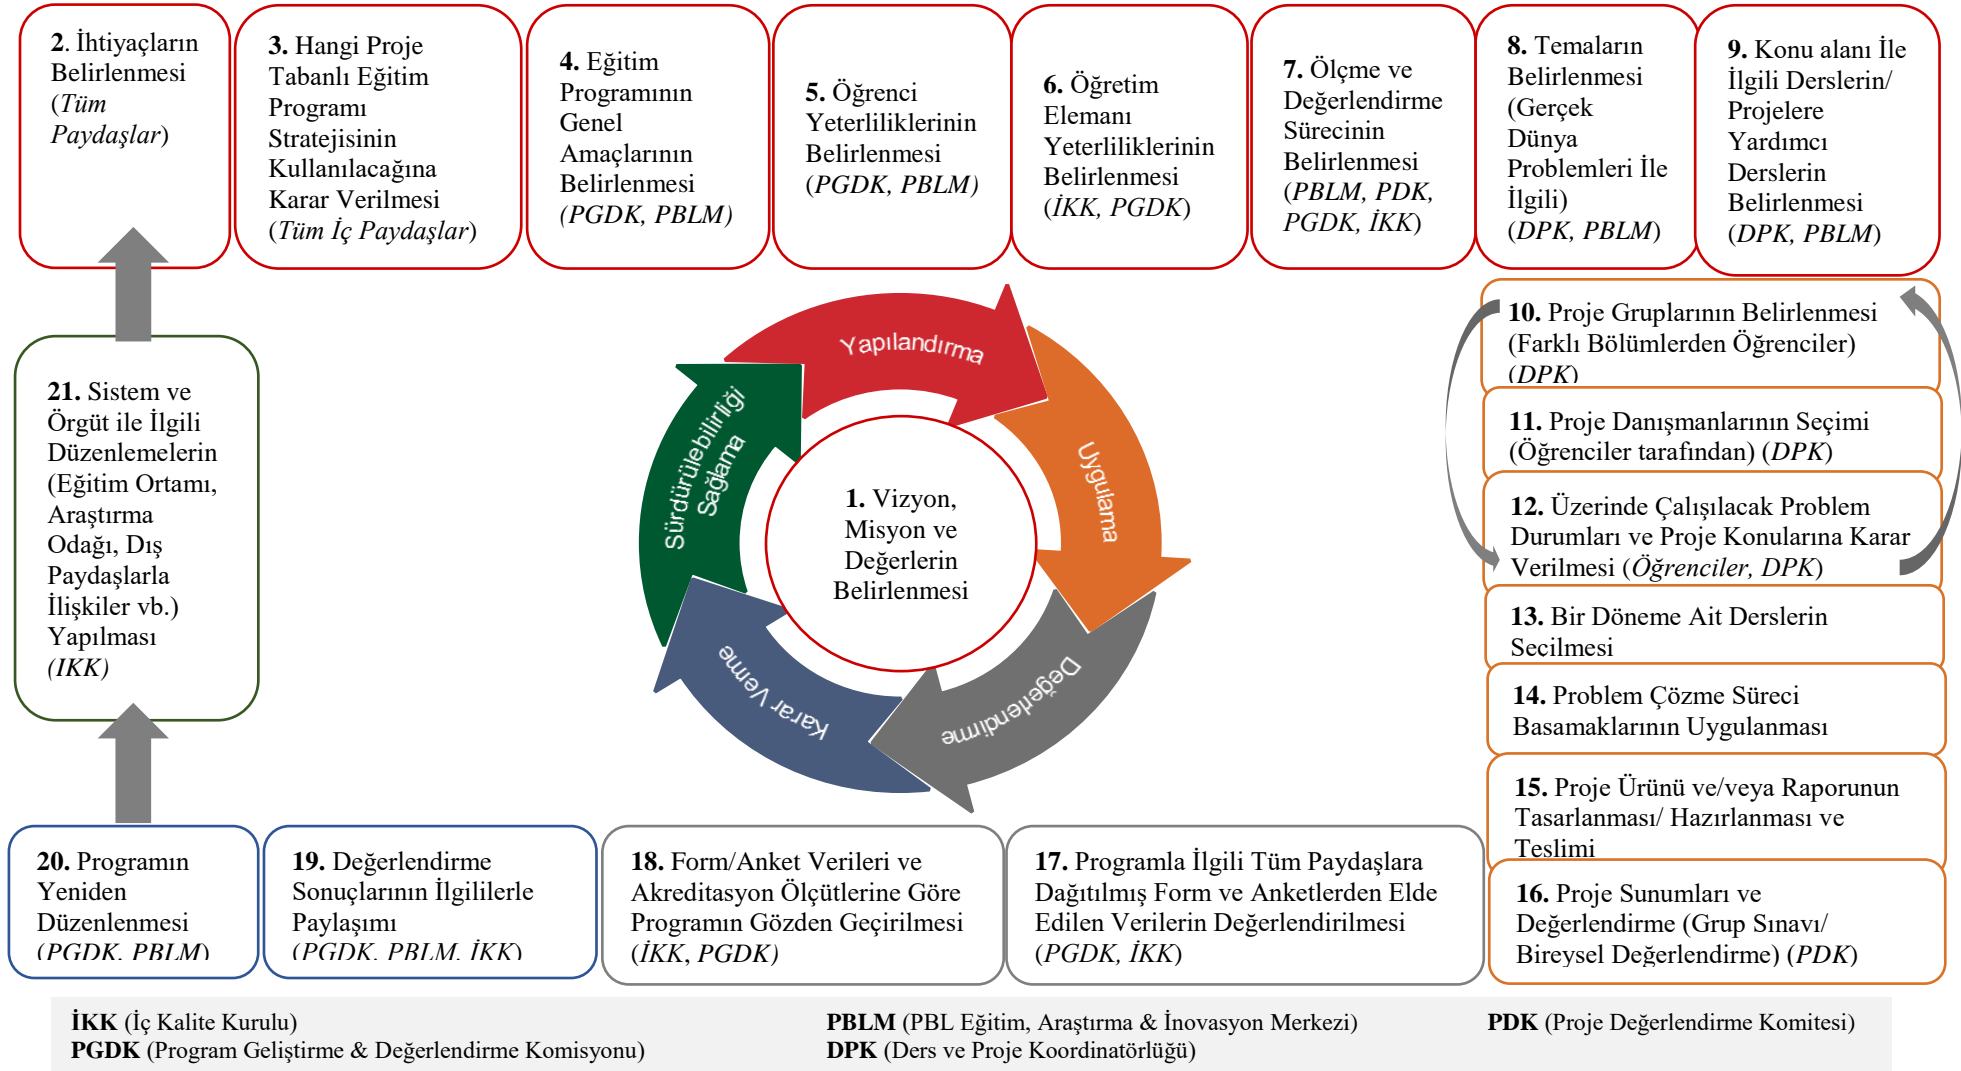 2. İhtiyaçların
Belirlenmesi
(Tüm
Paydaşlar)
3. Hangi Proje
Tabanlı Eğitim
Programı
Stratejisinin
Kullanılacağına
Karar Verilmesi
(Tüm İç Paydaşlar)
4. Eğitim
Programının
Genel
Amaçlarının
Belirlenmesi
(PGDK, PBLM)
5. Öğrenci
Yeterliliklerinin
Belirlenmesi
(PGDK, PBLM)
6. Öğretim
Elemanı
Yeterliliklerinin
Belirlenmesi
(İKK, PGDK)
7. Ölçme ve
Değerlendirme
Sürecinin
Belirlenmesi
(PBLM, PDK,
PGDK, İKK)
8. Temaların
Belirlenmesi
(Gerçek
Dünya
Problemleri İle
İlgili)
(DPK, PBLM)
9. Konu alanı İle
İlgili Derslerin/
Projelere
Yardımcı
Derslerin
Belirlenmesi
(DPK, PBLM)
10. Proje Gruplarının Belirlenmesi
(Farklı Bölümlerden Öğrenciler)
(DPK)
11. Proje Danışmanlarının Seçimi
(Öğrenciler tarafından) (DPK)
12. Üzerinde Çalışılacak Problem
Durumları ve Proje Konularına Karar
Verilmesi (Öğrenciler, DPK)
13. Bir Döneme Ait Derslerin
Seçilmesi
14. Problem Çözme Süreci
Basamaklarının Uygulanması
15. Proje Ürünü ve/veya Raporunun
Tasarlanması/ Hazırlanması ve
Teslimi
16. Proje Sunumları ve
Değerlendirme (Grup Sınavı/
Bireysel Değerlendirme) (PDK)
17. Programla İlgili Tüm Paydaşlara
Dağıtılmış Form ve Anketlerden Elde
Edilen Verilerin Değerlendirilmesi
(PGDK, İKK)
18. Form/Anket Verileri ve
Akreditasyon Ölçütlerine Göre
Programın Gözden Geçirilmesi
(İKK, PGDK)
19. Değerlendirme
Sonuçlarının İlgililerle
Paylaşımı
(PGDK, PBLM, İKK)
20. Programın
Yeniden
Düzenlenmesi
(PGDK, PBLM)
21. Sistem ve
Örgüt ile İlgili
Düzenlemelerin
(Eğitim Ortamı,
Araştırma
Odağı, Dış
Paydaşlarla
İlişkiler vb.)
Yapılması
(IKK)
Yapılandırma
Uygulama
Değerlendirme
Karar Verme
Sürdürülebilirliği
Sağlama
1. Vizyon,
Misyon ve
Değerlerin
Belirlenmesi
İKK (İç Kalite Kurulu)
PBLM (PBL Eğitim, Araştırma & İnovasyon Merkezi)
PDK (Proje Değerlendirme Komitesi)
PGDK (Program Geliştirme & Değerlendirme Komisyonu)
DPK (Ders ve Proje Koordinatörlüğü)